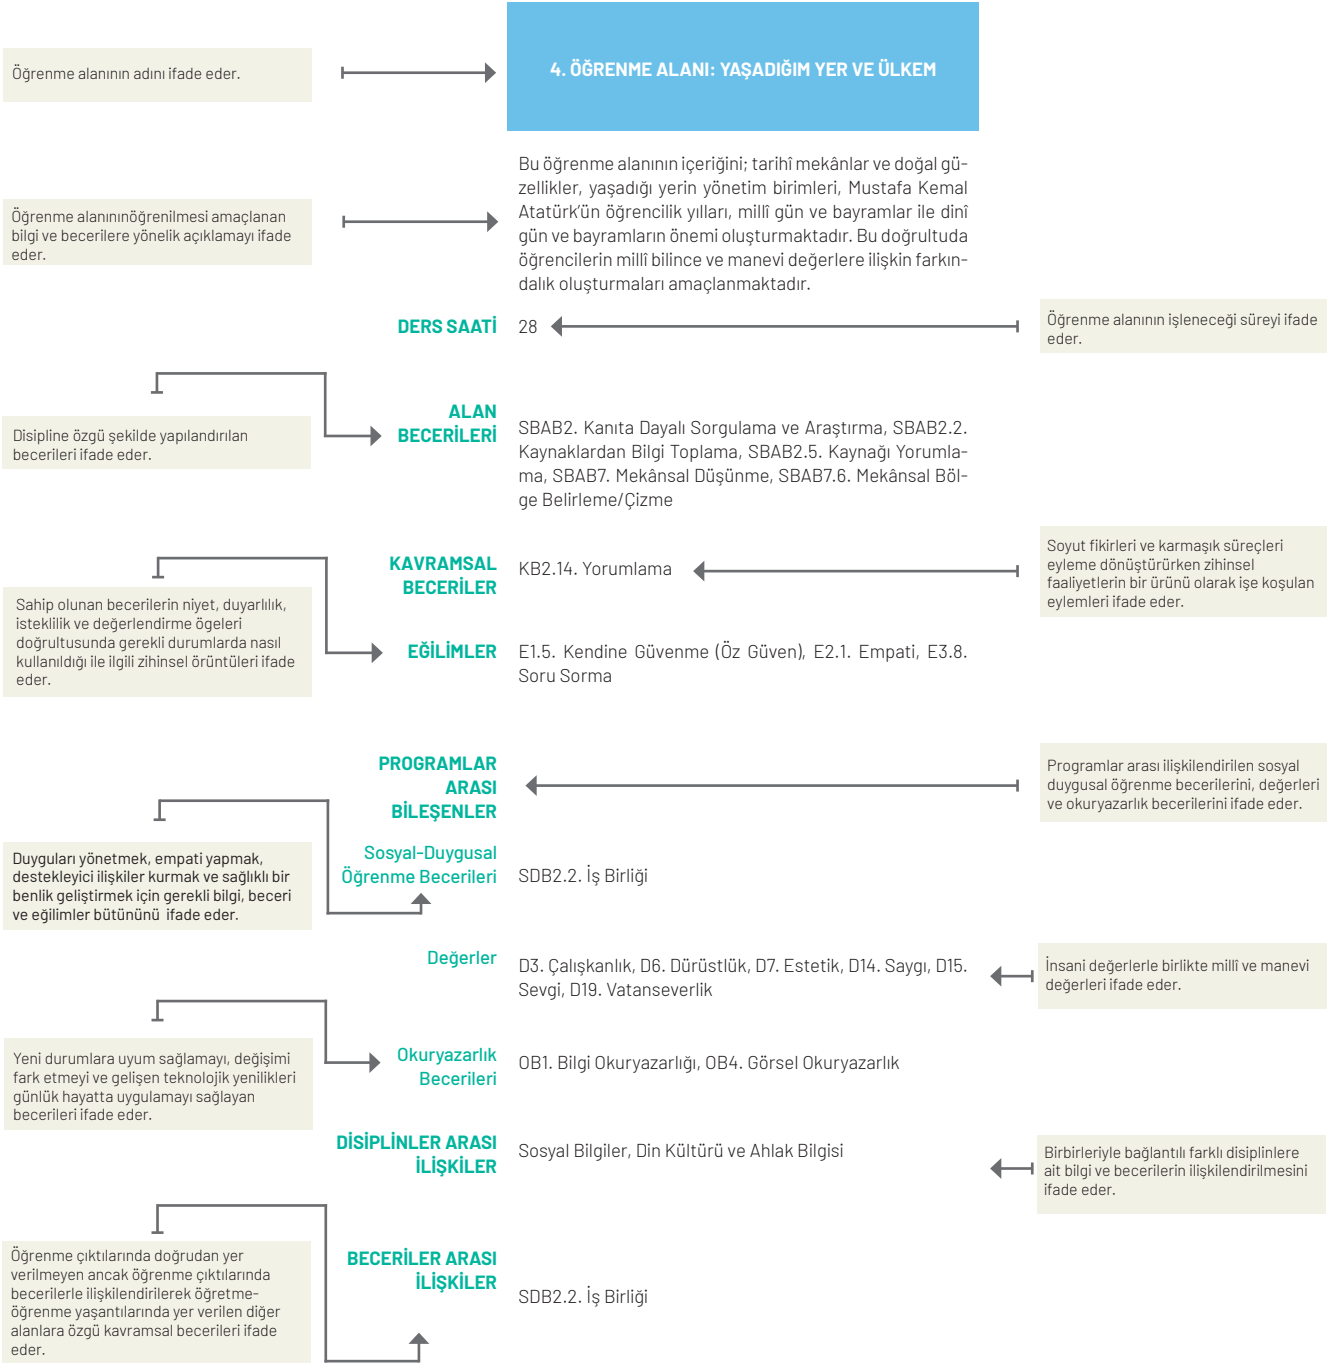 Öğrenme alanının adını ifade eder.
4. ÖĞRENME ALANI: YAŞADIĞIM YER VE ÜLKEM
Öğrenme alanınınöğrenilmesi amaçlanan
bilgi ve becerilere yönelik açıklamayı ifade
eder.
Bu öğrenme alanının içeriğini; tarihî mekânlar ve doğal gü-
zellikler, yaşadığı yerin yönetim birimleri, Mustafa Kemal
Atatürk'ün öğrencilik yılları, millî gün ve bayramlar ile dinî
gün ve bayramların önemi oluşturmaktadır. Bu doğrultuda
öğrencilerin millî bilince ve manevi değerlere ilişkin farkın-
dalık oluşturmaları amaçlanmaktadır.
DERS SAATİ
28
Öğrenme alanının işleneceği süreyi ifade
eder.
Disipline özgü şekilde yapılandırılan
becerileri ifade eder.
ALAN
BECERİLERİ
SBAB2. Kanıta Dayalı Sorgulama ve Araştırma, SBAB2.2.
Kaynaklardan Bilgi Toplama, SBAB2.5. Kaynağı Yorumla-
ma, SBAB7. Mekânsal Düşünme, SBAB7.6. Mekânsal Böl-
ge Belirleme/Çizme
KAVRAMSAL
BECERİLER
KB2.14. Yorumlama
Soyut fikirleri ve karmaşık süreçleri
eyleme dönüştürürken zihinsel
faaliyetlerin bir ürünü olarak işe koşulan
eylemleri ifade eder.
Sahip olunan becerilerin niyet, duyarlılık,
isteklilik ve değerlendirme ögeleri
doğrultusunda gerekli durumlarda nasıl
kullanıldığı ile ilgili zihinsel örüntüleri ifade
eder.
EĞİLİMLER
E1.5. Kendine Güvenme (Öz Güven), E2.1. Empati, E3.8.
Soru Sorma
PROGRAMLAR
ARASI
BİLEŞENLER
Programlar arası ilişkilendirilen sosyal
duygusal öğrenme becerilerini, değerleri
ve okuryazarlık becerilerini ifade eder.
Duyguları yönetmek, empati yapmak,
destekleyici ilişkiler kurmak ve sağlıklı bir
benlik geliştirmek için gerekli bilgi, beceri
ve eğilimler bütününü ifade eder.
Sosyal-Duygusal
Öğrenme Becerileri
SDB2.2. İş Birliği
Değerler
D3. Çalışkanlık, D6. Dürüstlük, D7. Estetik, D14. Saygı, D15.
Sevgi, D19. Vatanseverlik
İnsani değerlerle birlikte millî ve manevi
değerleri ifade eder.
Yeni durumlara uyum sağlamayı, değişimi
fark etmeyi ve gelişen teknolojik yenilikleri
günlük hayatta uygulamayı sağlayan
becerileri ifade eder.
Okuryazarlık
Becerileri
OB1. Bilgi Okuryazarlığı, OB4. Görsel Okuryazarlık
DİSİPLİNLER ARASI
İLİŞKİLER
Sosyal Bilgiler, Din Kültürü ve Ahlak Bilgisi
Birbirleriyle bağlantılı farklı disiplinlere
ait bilgi ve becerilerin ilişkilendirilmesini
ifade eder.
Öğrenme çıktılarında doğrudan yer
verilmeyen ancak öğrenme çıktılarında
becerilerle ilişkilendirilerek öğretme-
öğrenme yaşantılarında yer verilen diğer
alanlara özgü kavramsal becerileri ifade
eder.
BECERİLER ARASI
İLİŞKİLER
SDB2.2. İş Birliği